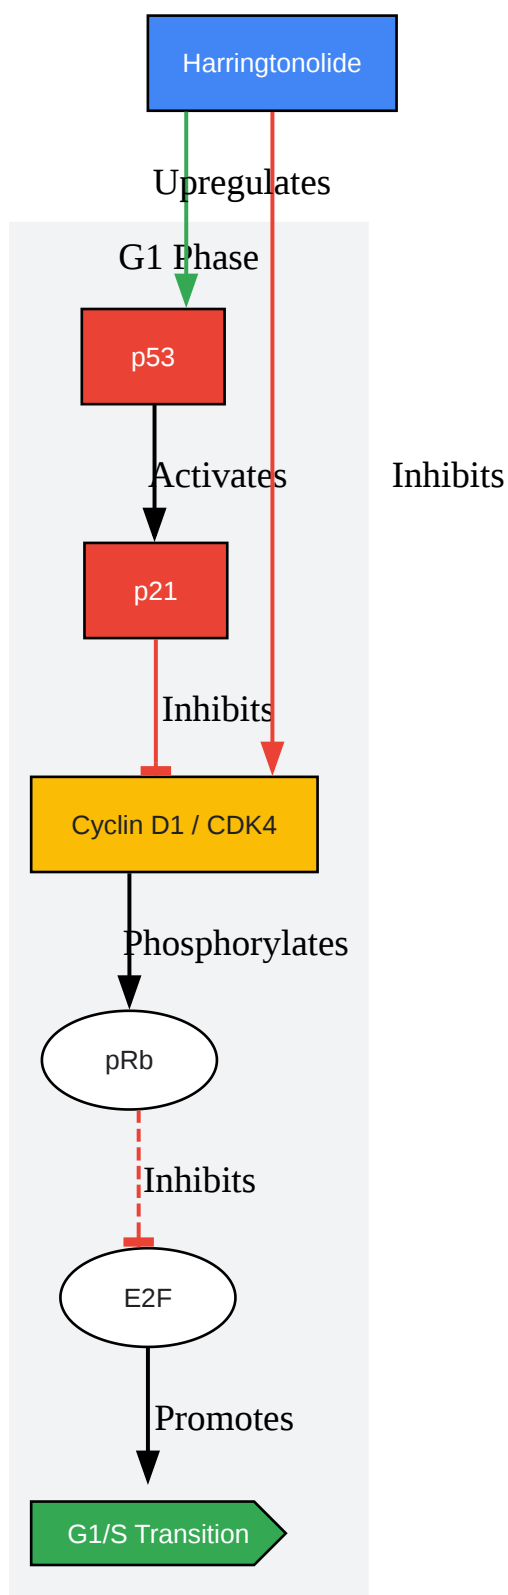 Harringtonolide
Upregulates
G1 Phase
p53
Activates
Inhibits
p21
Inhibits
Cyclin D1 / CDK4
Phosphorylates
pRb
Inhibits
E2F
Promotes
G1/S Transition